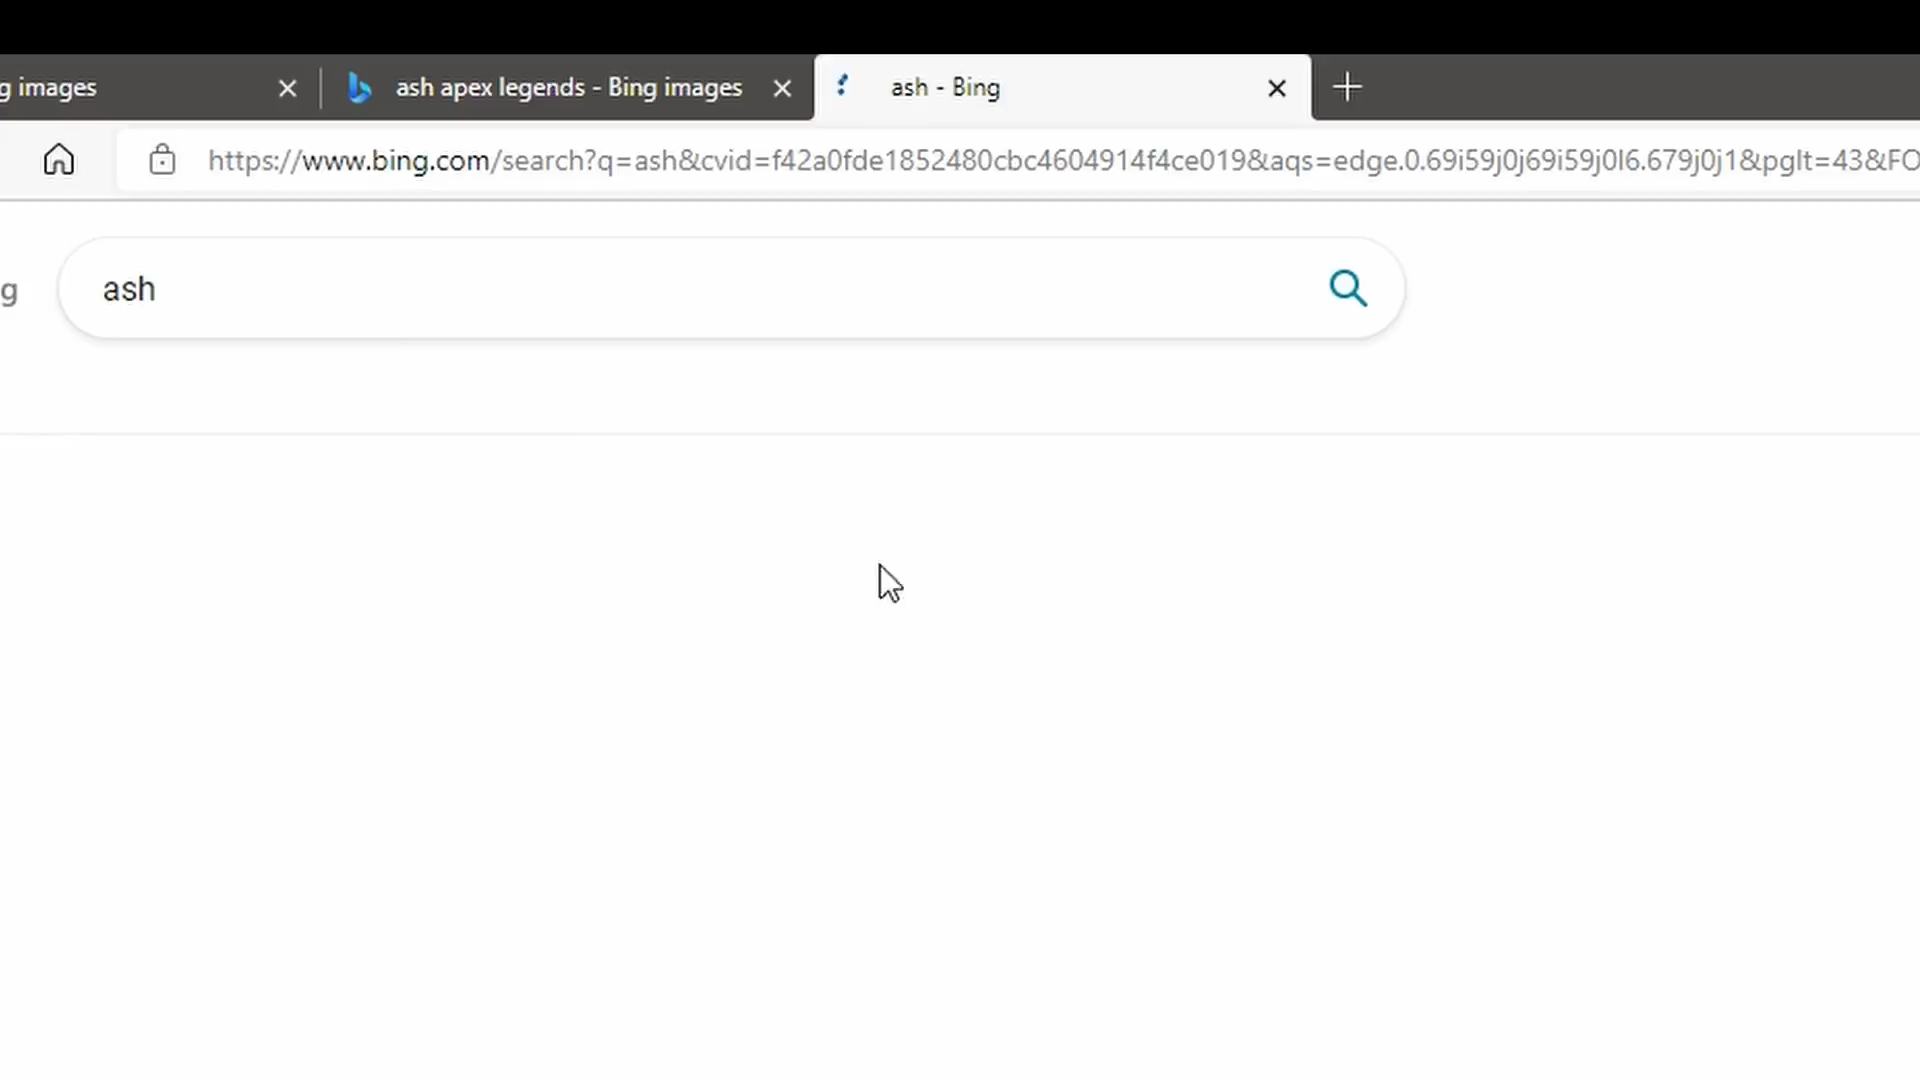 g images
ash apex legends - Bing images
ash - Bing
https://www.bing.com/search?q=ash&cvid=f42a0fde1852480cbc4604914f4ce019&aqs=edge.0.69i59j0j69i59j0l6.679j0j1&pglt=43&FO
g
ash